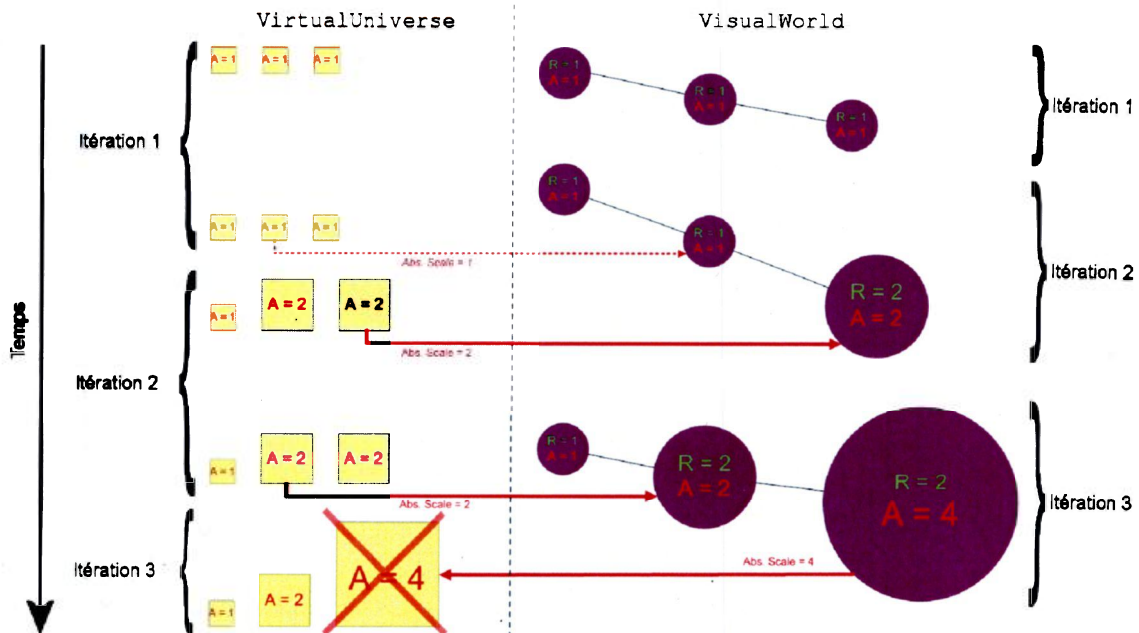 VirtualUniverse
VisualWorld
A=1 A=1 A=1
R=1
A=1
R=1
A=1
R=1
A=1
Itération 1
Itération 1
R = 1
A=1
A=1 A=1 A=1
R=1
A=1
Abs. Scale = 1
Itération 2
A=1 A=2 A=2
R = 2
A = 2
Abs. Scale = 2
Temps
Itération 2
R=1
A=1
R = 2
A = 2
R = 2
A = 4
A=1 A=2 A=2
Abs. Scale = 2
Itération 3
Itération 3
A=1 A=2 A = 4
Abs. Scale = 4